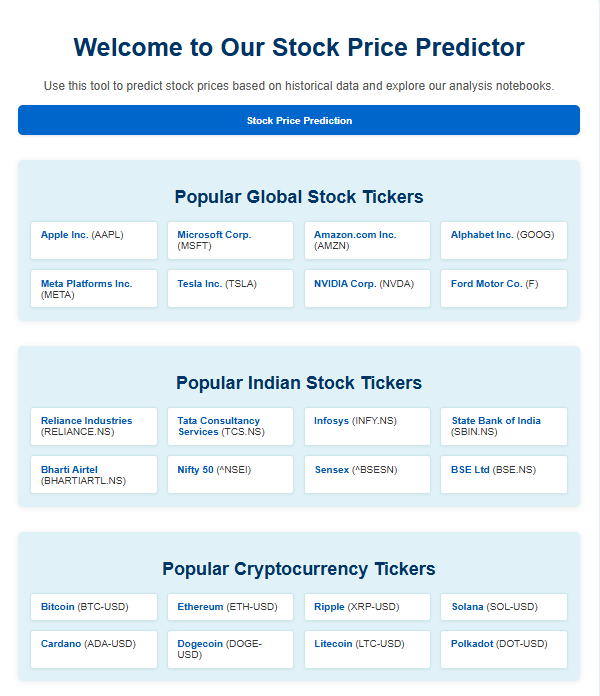 Welcome to Our Stock Price Predictor
Use this tool to predict stock prices based on historical data and explore our analysis notebooks.
Stock Price Prediction
Popular Global Stock Tickers
Apple Inc. (AAPL)
Microsoft Corp.
(MSFT)
Amazon.com Inc.
(AMZN)
Alphabet Inc. (GOOG)
Meta Platforms Inc.
(META)
Tesla Inc. (TSLA)
NVIDIA Corp. (NVDA)
Ford Motor Co. (F)
Popular Indian Stock Tickers
Reliance Industries
(RELIANCE.NS)
Tata Consultancy
Services (TCS.NS)
Infosys (INFY.NS)
State Bank of India
(SBIN.NS)
Bharti Airtel
(BHARTIARTL.NS)
Nifty 50 (^NSEI)
Sensex (^BSESN)
BSE Ltd (BSE.NS)
Popular Cryptocurrency Tickers
Bitcoin (BTC-USD)
Ethereum (ETH-USD)
Ripple (XRP-USD)
Solana (SOL-USD)
Cardano (ADA-USD)
Dogecoin (DOGE-
USD)
Litecoin (LTC-USD)
Polkadot (DOT-USD)